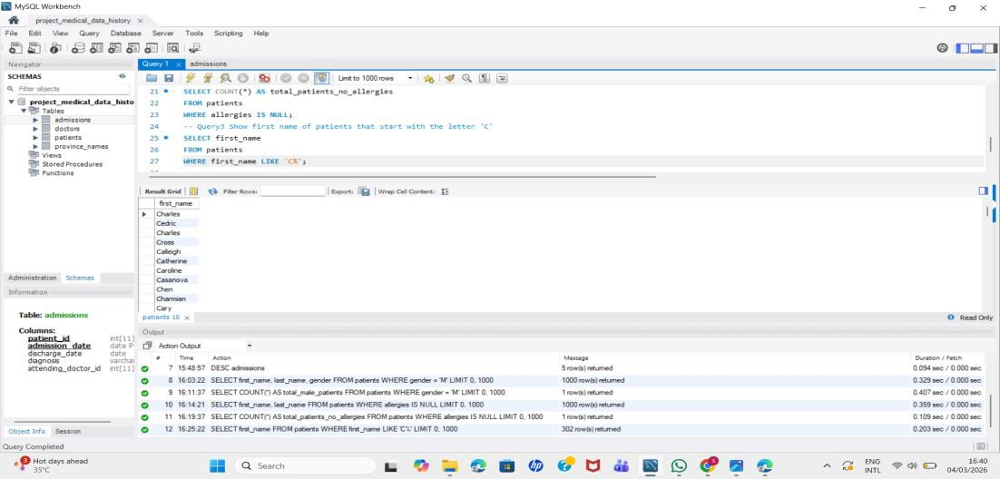 MySQL Workbench
project_medical_data_history ×
File Edit View Query Database Server Tools Scripting Help
Navigator
Query 1 × admissions
SCHEMAS
Filter objects
project_medical_data_histo
Tables
admissions
doctors
patients
province_names
Views
Stored Procedures
Functions
Limit to 1000 rows
21 SELECT COUNT(*) AS total_patients_no_allergies
22 FROM patients
23 WHERE allergies IS NULL;
24 -- Query3 Show first name of patients that start with the letter 'C'
25 SELECT first_name
26 FROM patients
27 WHERE first_name LIKE 'C%';
Result Grid Filter Rows: Export: Wrap Cell Content:
first_name
Charles
Cedric
Charles
Cross
Calleigh
Catherine
Caroline
Casanova
Chen
Charmian
Cary
patients 10 × Read Only
Administration Schemas
Information
Table: admissions
Columns:
patient_id int(11)
admission_date date P
discharge_date date
diagnosis varchar
attending_doctor_id int(11)
Object Info Session
Output
Action Output
# Time Action Message Duration / Fetch
7 15:48:57 DESC admissions 5 row(s) returned 0.094 sec / 0.000 sec
8 16:03:22 SELECT first_name, last_name, gender FROM patients WHERE gender = 'M' LIMIT 0, 1000 1000 row(s) returned 0.329 sec / 0.000 sec
9 16:11:37 SELECT COUNT(*) AS total_male_patients FROM patients WHERE gender = 'M' LIMIT 0, 1000 1 row(s) returned 0.407 sec / 0.000 sec
10 16:14:21 SELECT first_name, last_name FROM patients WHERE allergies IS NULL LIMIT 0, 1000 1000 row(s) returned 0.359 sec / 0.000 sec
11 16:19:37 SELECT COUNT(*) AS total_patients_no_allergies FROM patients WHERE allergies IS NULL LIMIT 0, 1000 1 row(s) returned 0.109 sec / 0.000 sec
12 16:25:22 SELECT first_name FROM patients WHERE first_name LIKE 'C%' LIMIT 0, 1000 302 row(s) returned 0.203 sec / 0.000 sec
Query Completed
3 Hot days ahead
35°C
Search
ENG
INTL
16:40
04/03/2026